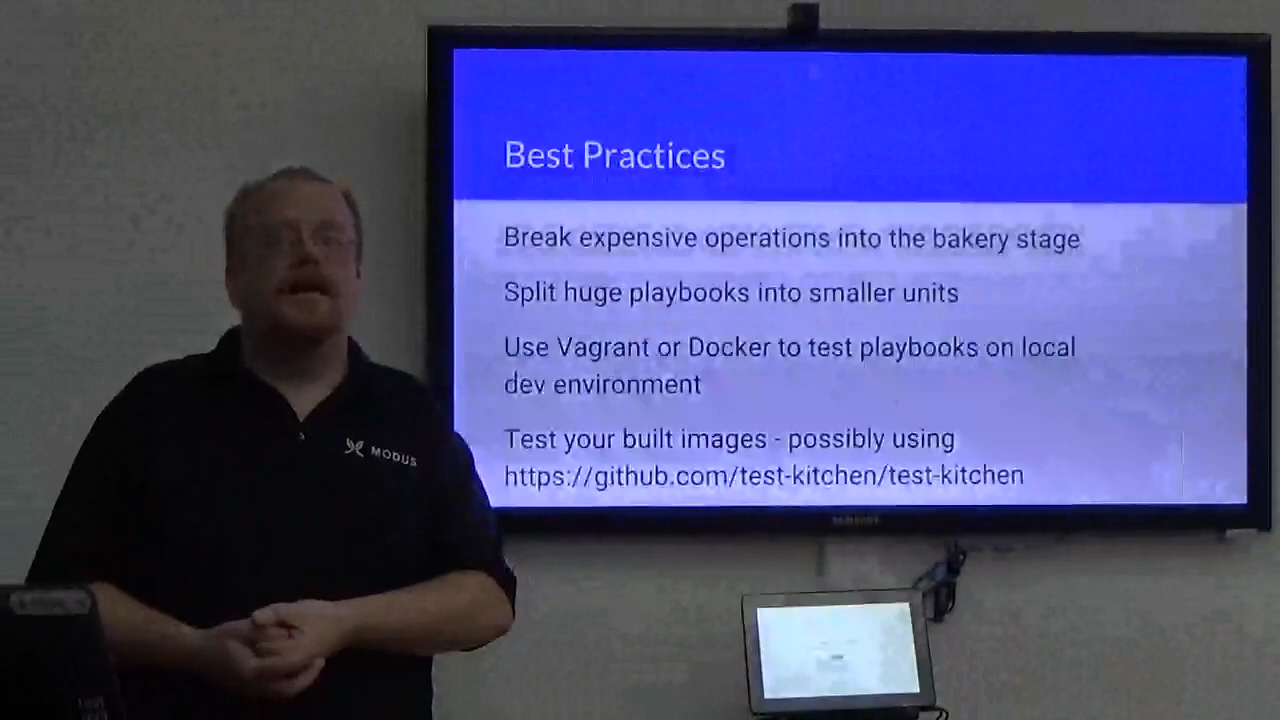 Best Practices
Break expensive operations into the bakery stage
Split huge playbooks into smaller units
Use Vagrant or Docker to test playbooks on local
dev environment
Test your built images - possibly using
https://github.com/test-kitchen/test-kitchen
MODUS
SAMSUNG